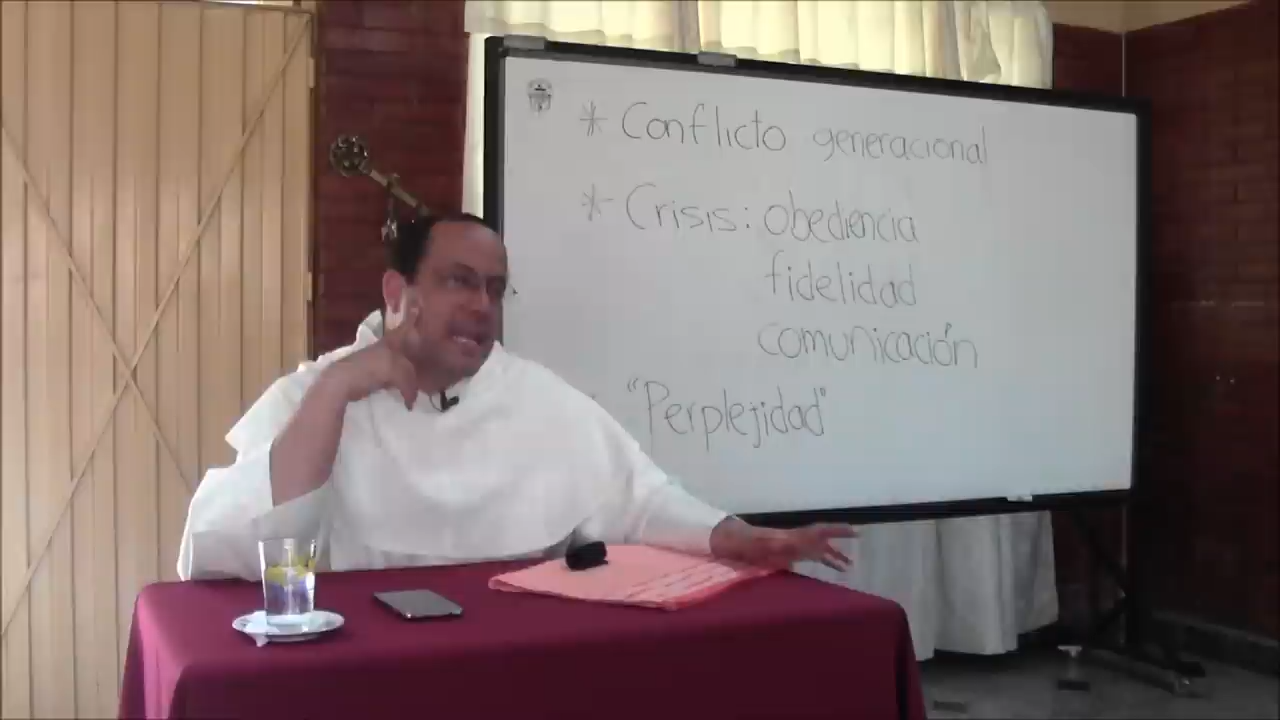 * Conflicto generacional
* Crisis: obediencia
fidelidad
comunicación
"Perplejidad"